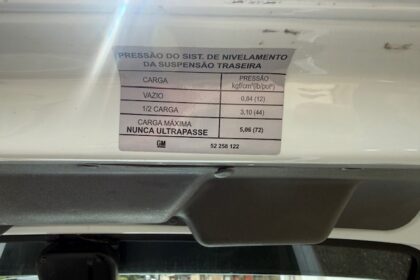 PRESSÃO DO SIST. DE NIVELAMENTO
DA SUSPENSÃO TRASEIRA
CARGA PRESSÃO kgf/cm²(lb/pol²)
VAZIO 0,84 (12)
1/2 CARGA 3,10 (44)
CARGA MÁXIMA
NUNCA ULTRAPASSE 5,06 (72)
GM 52 258 122